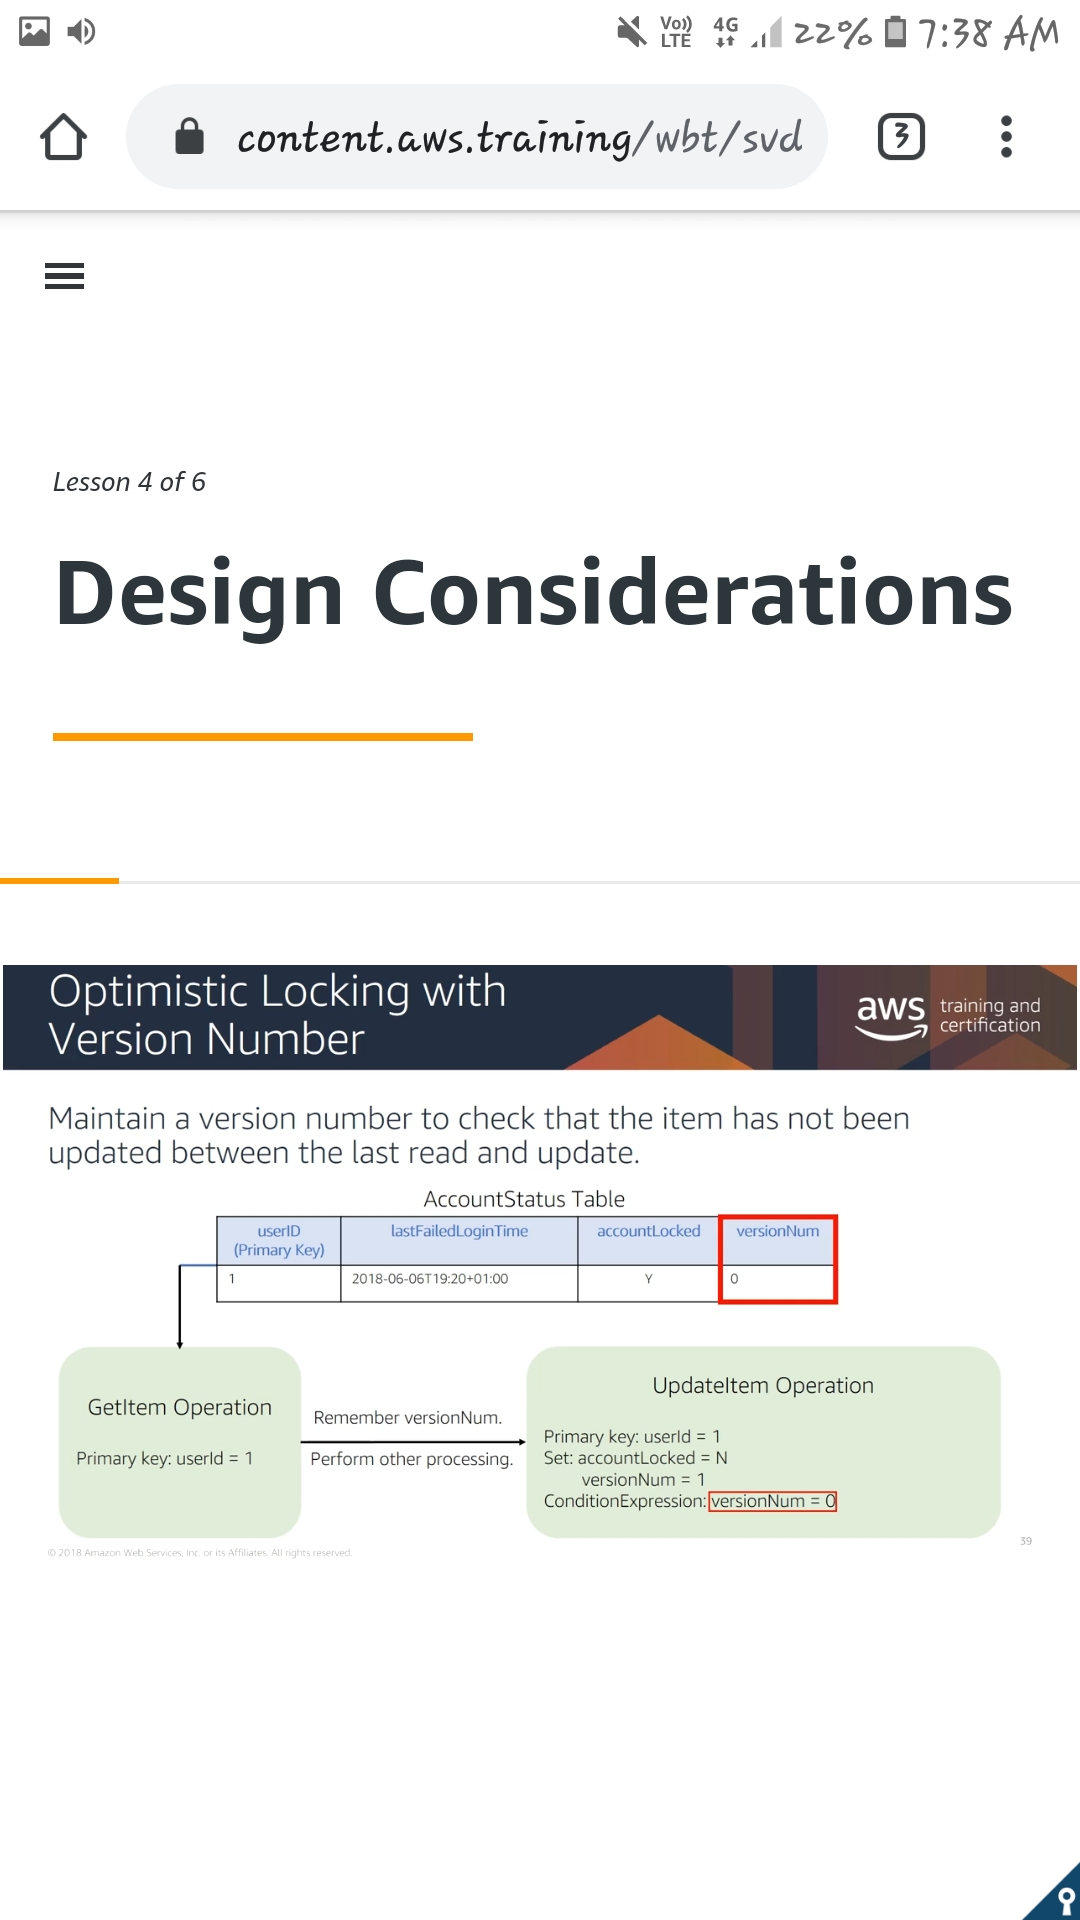 Vo)) LTE 4G 22% 7:38 AM
content.aws.training/wbt/svd
3
Lesson 4 of 6
Design Considerations
Optimistic Locking with
Version Number
aws training and
certification
Maintain a version number to check that the item has not been
updated between the last read and update.
AccountStatus Table
userID
(Primary Key)
lastFailedLoginTime
accountLocked
versionNum
1
2018-06-06T19:20+01:00
Y
0
GetItem Operation
Primary key: userId = 1
Remember versionNum.
Perform other processing.
UpdateItem Operation
Primary key: userId = 1
Set: accountLocked = N
versionNum = 1
ConditionExpression: versionNum = 0
© 2018 Amazon Web Services, Inc. or its Affiliates. All rights reserved.
39